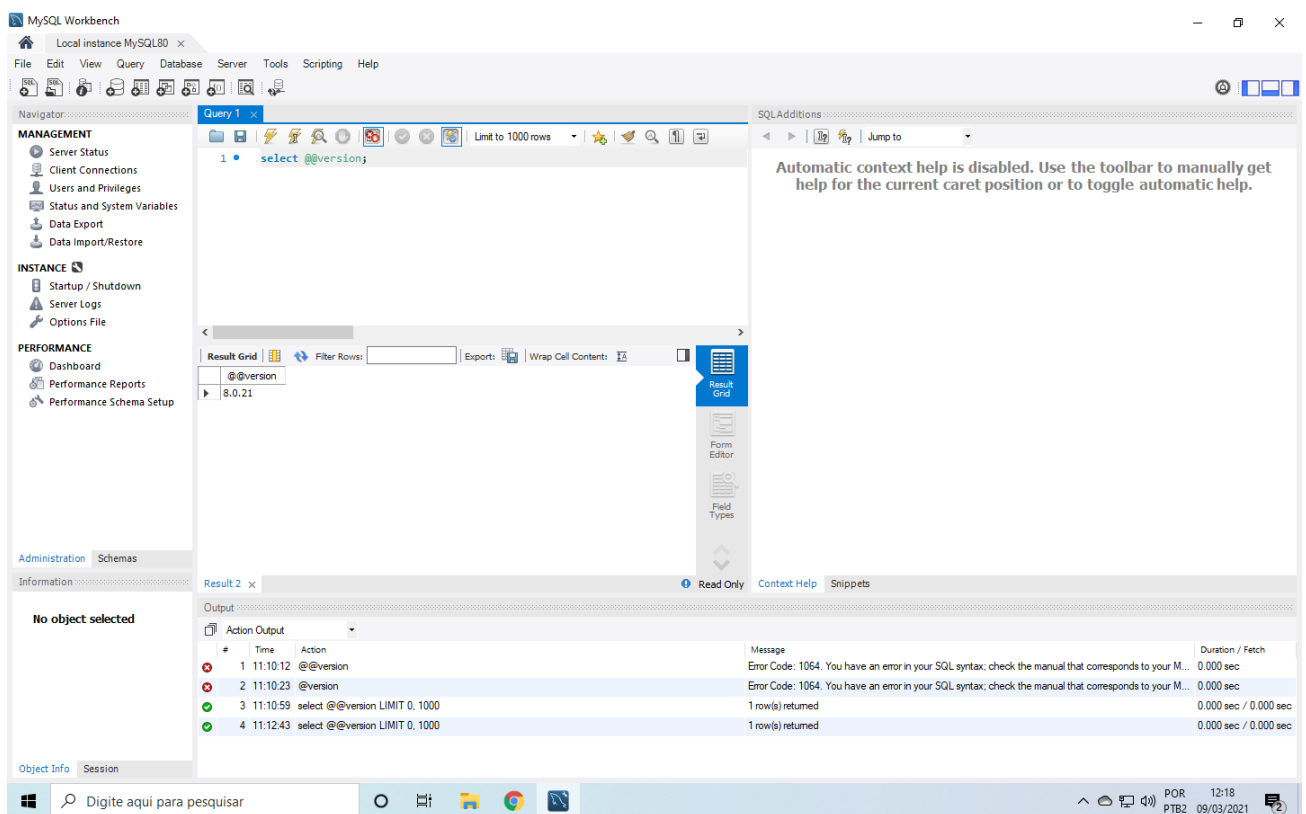 MySQL Workbench
Local instance MySQL80
File Edit View Query Database Server Tools Scripting Help
Navigator
MANAGEMENT
Server Status
Client Connections
Users and Privileges
Status and System Variables
Data Export
Data Import/Restore
INSTANCE
Startup / Shutdown
Server Logs
Options File
PERFORMANCE
Dashboard
Performance Reports
Performance Schema Setup
Administration Schemas
Information
No object selected
Object Info Session
Query 1
Limit to 1000 rows
1 select @@version;
Result Grid Filter Rows: Export: Wrap Cell Content:
@@version
8.0.21
Result
Grid
Form
Editor
Field
Types
Result 2 Read Only
SQLAdditions
Jump to
Automatic context help is disabled. Use the toolbar to manually get
help for the current caret position or to toggle automatic help.
Context Help Snippets
Output
Action Output
# Time Action Message Duration / Fetch
1 11:10:12 @@version Error Code: 1064. You have an error in your SQL syntax; check the manual that corresponds to your M... 0.000 sec
2 11:10:23 @version Error Code: 1064. You have an error in your SQL syntax; check the manual that corresponds to your M... 0.000 sec
3 11:10:59 select @@version LIMIT 0, 1000 1 row(s) returned 0.000 sec / 0.000 sec
4 11:12:43 select @@version LIMIT 0, 1000 1 row(s) returned 0.000 sec / 0.000 sec
Digite aqui para pesquisar
POR 12:18
PTB2 09/03/2021
2